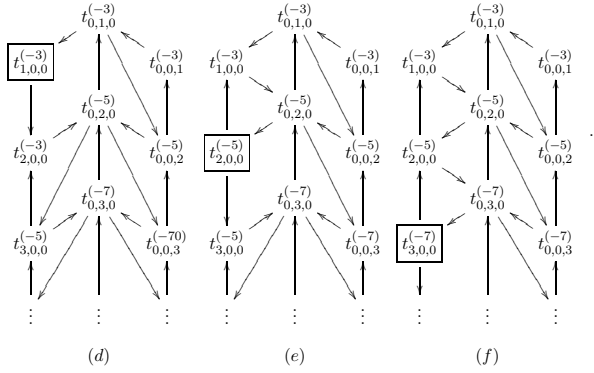 t_{0,1,0}^{(-3)} t_{0,1,0}^{(-3)} t_{0,1,0}^{(-3)}
t_{1,0,0}^{(-3)} t_{0,0,1}^{(-3)} t_{1,0,0}^{(-3)} t_{0,0,1}^{(-3)} t_{1,0,0}^{(-3)} t_{0,0,1}^{(-3)}
t_{0,2,0}^{(-5)} t_{0,2,0}^{(-5)} t_{0,2,0}^{(-5)}
t_{2,0,0}^{(-3)} t_{0,0,2}^{(-5)} t_{2,0,0}^{(-5)} t_{0,0,2}^{(-5)} t_{2,0,0}^{(-5)} t_{0,0,2}^{(-5)} .
t_{0,3,0}^{(-7)} t_{0,3,0}^{(-7)} t_{0,3,0}^{(-7)}
t_{3,0,0}^{(-5)} t_{0,0,3}^{(-70)} t_{3,0,0}^{(-5)} t_{0,0,3}^{(-7)} t_{3,0,0}^{(-7)} t_{0,0,3}^{(-7)}
⋮ ⋮ ⋮ ⋮ ⋮ ⋮ ⋮ ⋮ ⋮
(d) (e) (f)